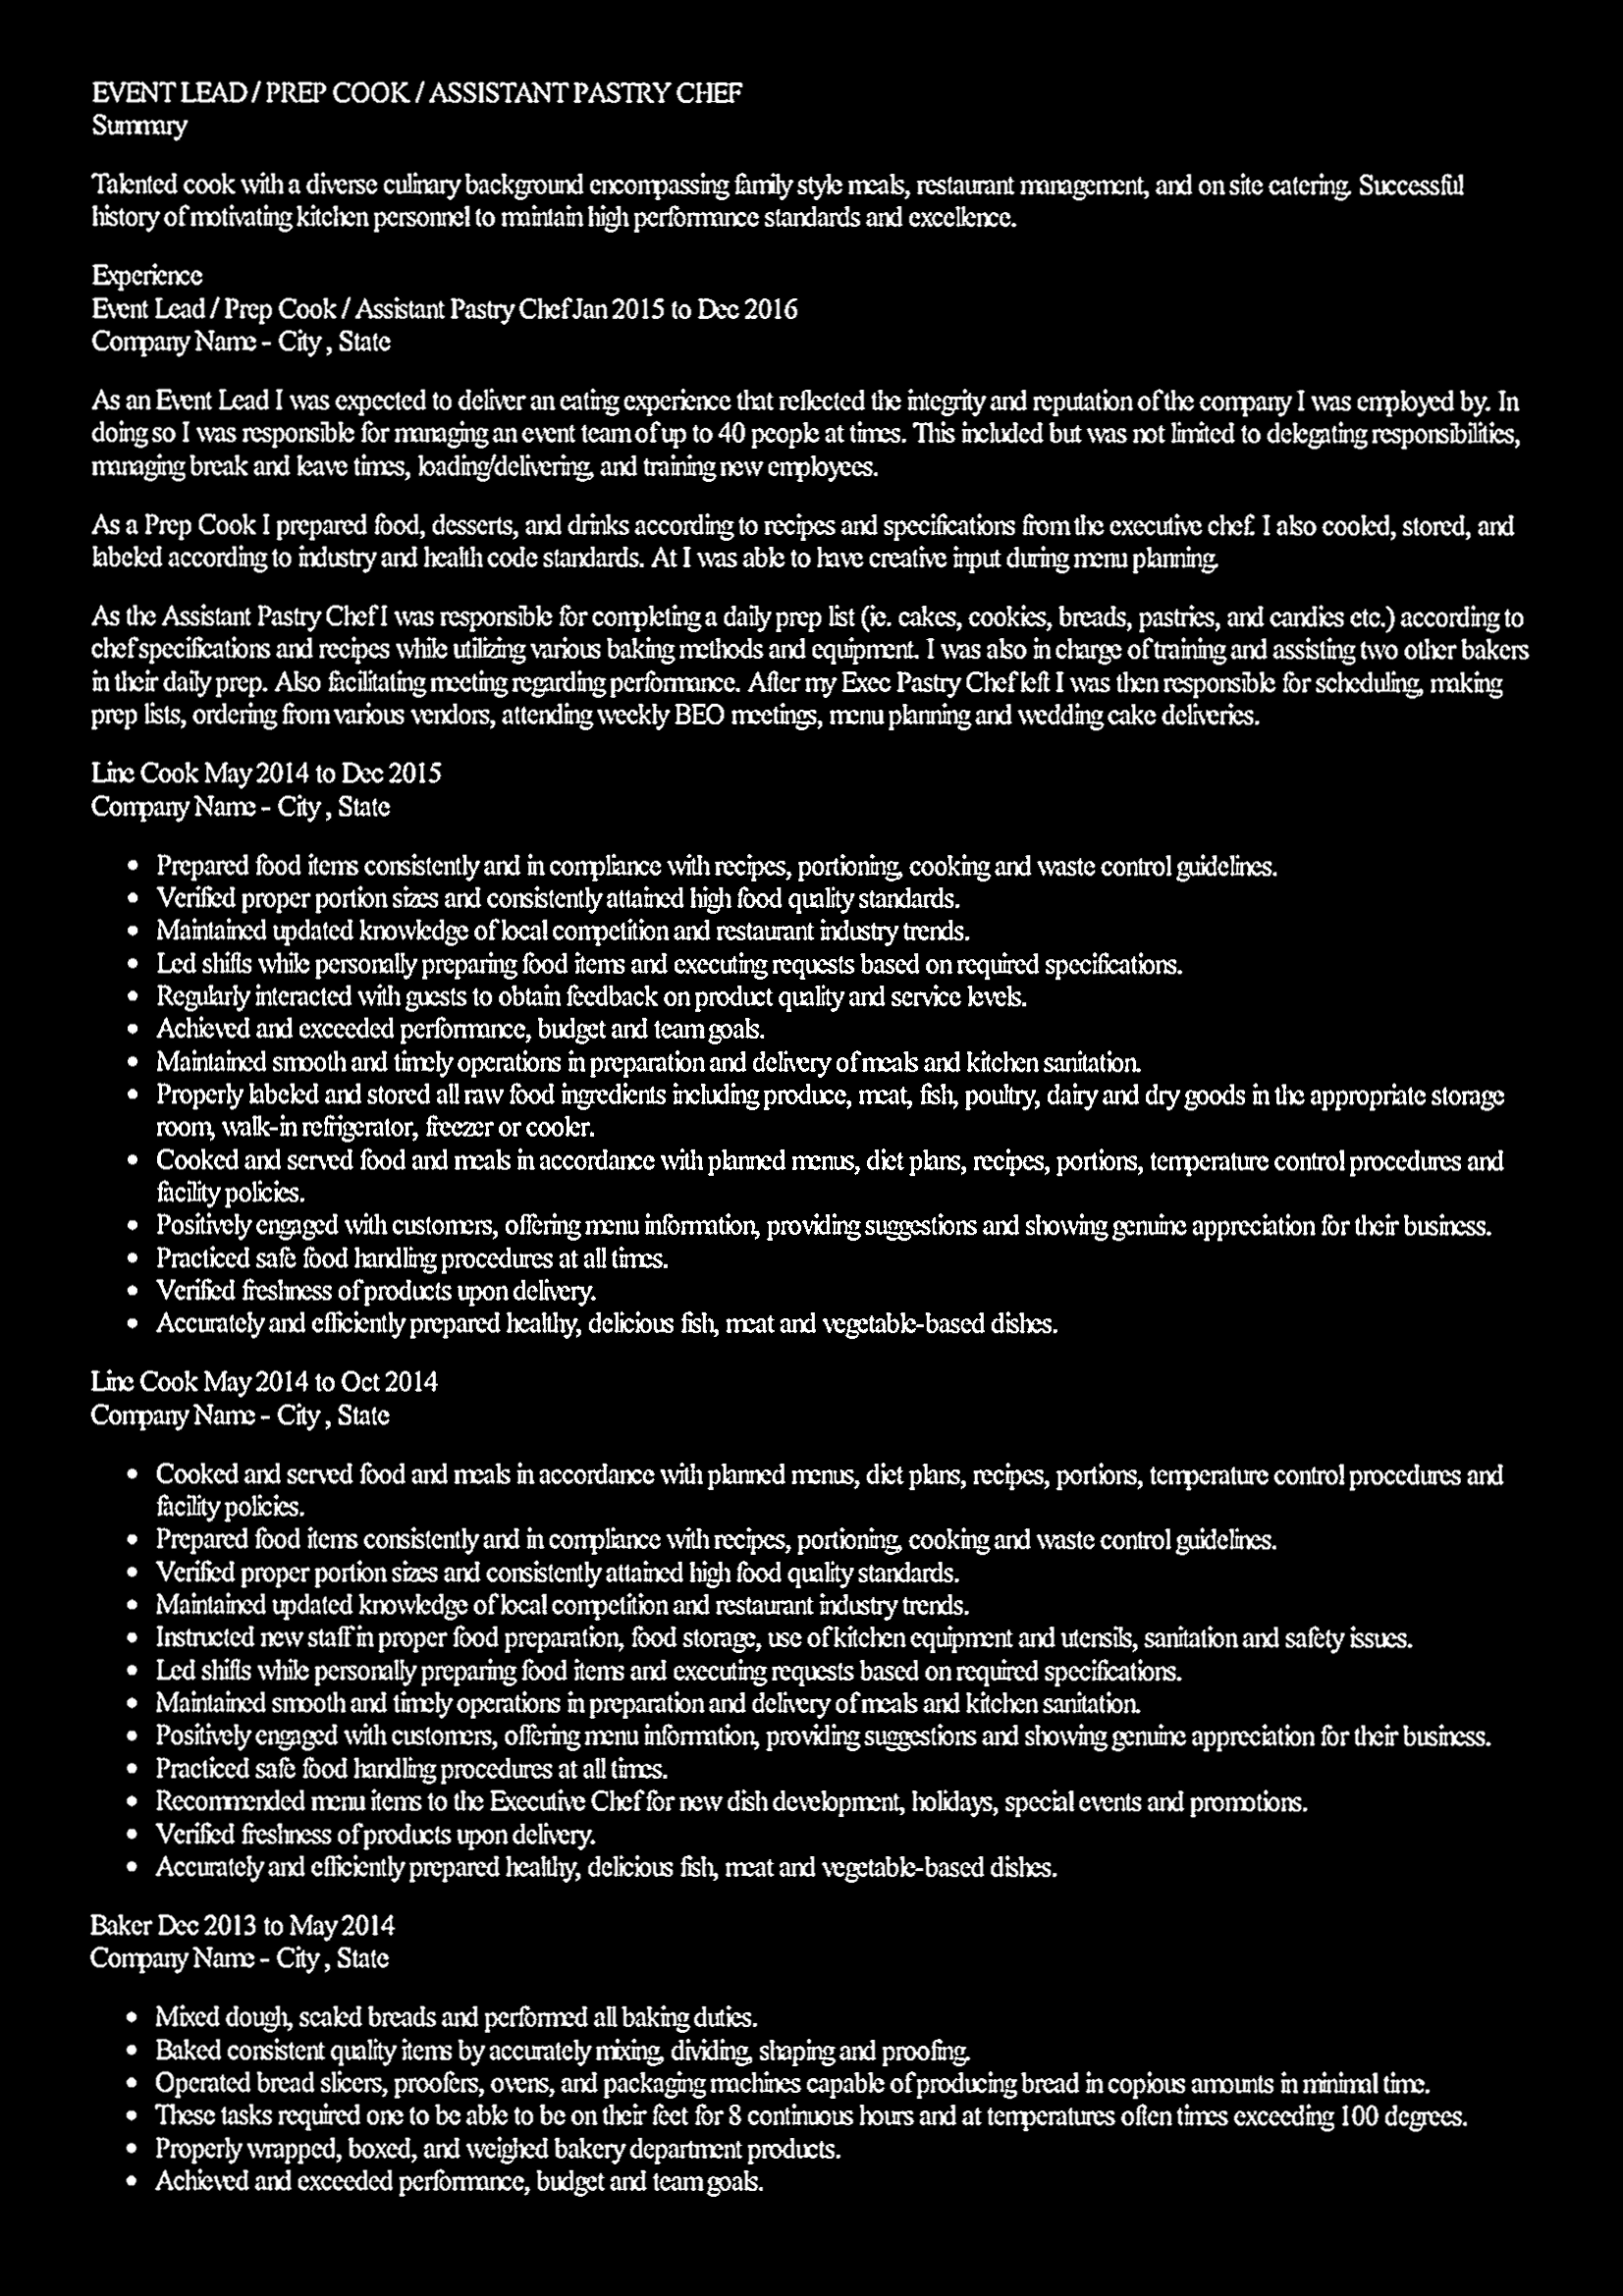 EVENT LEAD / PREP COOK / ASSISTANT PASTRY CHEF
Summary
Talented cook with a diverse culinary background encompassing family style meals, restaurant management, and on site catering. Successful
history of motivating kitchen personnel to maintain high performance standards and excellence.
Experience
Event Lead / Prep Cook / Assistant Pastry Chef Jan 2015 to Dec 2016
Company Name - City , State
As an Event Lead I was expected to deliver an eating experience that reflected the integrity and reputation of the company I was employed by. In
doing so I was responsible for managing an event team of up to 40 people at times. This included but was not limited to delegating responsibilities,
managing break and leave times, loading/delivering, and training new employees.
As a Prep Cook I prepared food, desserts, and drinks according to recipes and specifications from the executive chef. I also cooled, stored, and
labeled according to industry and health code standards. At I was able to have creative input during menu planning.
As the Assistant Pastry Chef I was responsible for completing a daily prep list (ie. cakes, cookies, breads, pastries, and candies etc.) according to
chef specifications and recipes while utilizing various baking methods and equipment. I was also in charge of training and assisting two other bakers
in their daily prep. Also facilitating meeting regarding performance. After my Exec Pastry Chef left I was then responsible for scheduling, making
prep lists, ordering from various vendors, attending weekly BEO meetings, menu planning and wedding cake deliveries.
Line Cook May 2014 to Dec 2015
Company Name - City , State
• Prepared food items consistently and in compliance with recipes, portioning, cooking and waste control guidelines.
• Verified proper portion sizes and consistently attained high food quality standards.
• Maintained updated knowledge of local competition and restaurant industry trends.
• Led shifts while personally preparing food items and executing requests based on required specifications.
• Regularly interacted with guests to obtain feedback on product quality and service levels.
• Achieved and exceeded performance, budget and team goals.
• Maintained smooth and timely operations in preparation and delivery of meals and kitchen sanitation.
• Properly labeled and stored all raw food ingredients including produce, meat, fish, poultry, dairy and dry goods in the appropriate storage
room, walk-in refrigerator, freezer or cooler.
• Cooked and served food and meals in accordance with planned menus, diet plans, recipes, portions, temperature control procedures and
facility policies.
• Positively engaged with customers, offering menu information, providing suggestions and showing genuine appreciation for their business.
• Practiced safe food handling procedures at all times.
• Verified freshness of products upon delivery.
• Accurately and efficiently prepared healthy, delicious fish, meat and vegetable-based dishes.
Line Cook May 2014 to Oct 2014
Company Name - City , State
• Cooked and served food and meals in accordance with planned menus, diet plans, recipes, portions, temperature control procedures and
facility policies.
• Prepared food items consistently and in compliance with recipes, portioning, cooking and waste control guidelines.
• Verified proper portion sizes and consistently attained high food quality standards.
• Maintained updated knowledge of local competition and restaurant industry trends.
• Instructed new staff in proper food preparation, food storage, use of kitchen equipment and utensils, sanitation and safety issues.
• Led shifts while personally preparing food items and executing requests based on required specifications.
• Maintained smooth and timely operations in preparation and delivery of meals and kitchen sanitation.
• Positively engaged with customers, offering menu information, providing suggestions and showing genuine appreciation for their business.
• Practiced safe food handling procedures at all times.
• Recommended menu items to the Executive Chef for new dish development, holidays, special events and promotions.
• Verified freshness of products upon delivery.
• Accurately and efficiently prepared healthy, delicious fish, meat and vegetable-based dishes.
Baker Dec 2013 to May 2014
Company Name - City , State
• Mixed dough, scaled breads and performed all baking duties.
• Baked consistent quality items by accurately mixing, dividing, shaping and proofing.
• Operated bread slicers, proofers, ovens, and packaging machines capable of producing bread in copious amounts in minimal time.
• These tasks required one to be able to be on their feet for 8 continuous hours and at temperatures often times exceeding 100 degrees.
• Properly wrapped, boxed, and weighed bakery department products.
• Achieved and exceeded performance, budget and team goals.